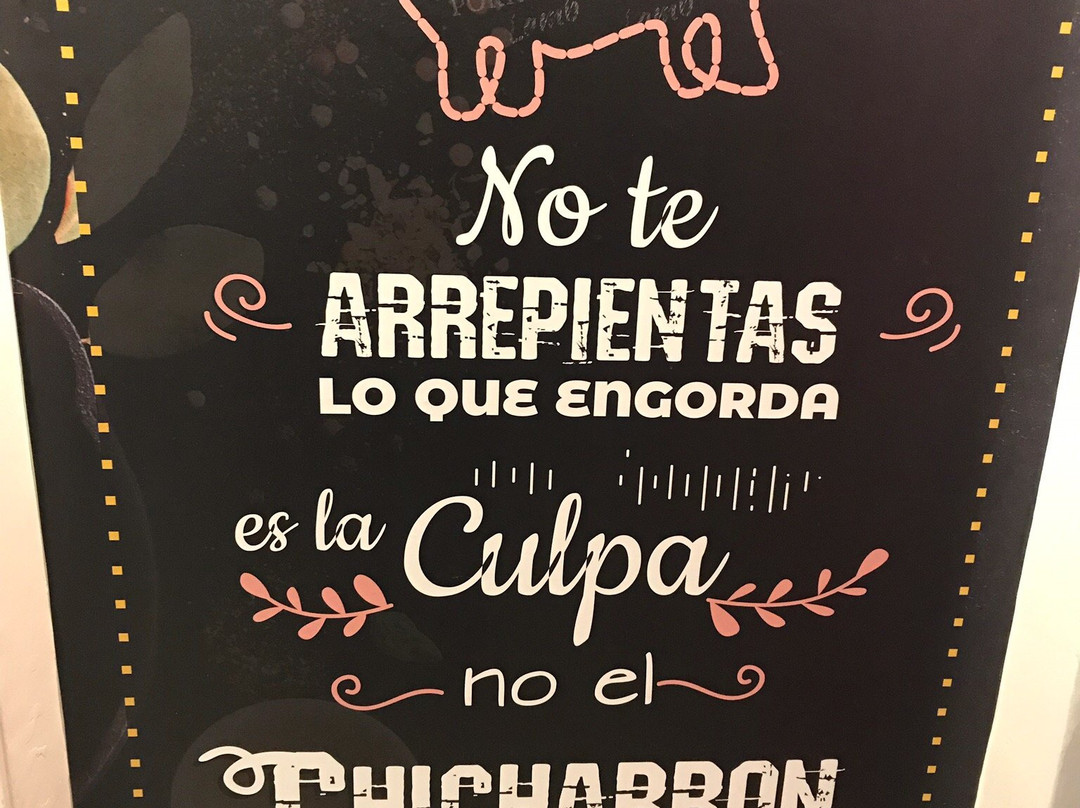 No te
ARREPIENTAS
LO QUE ENGORDA
es la Culpa
no el
CHICHARRON